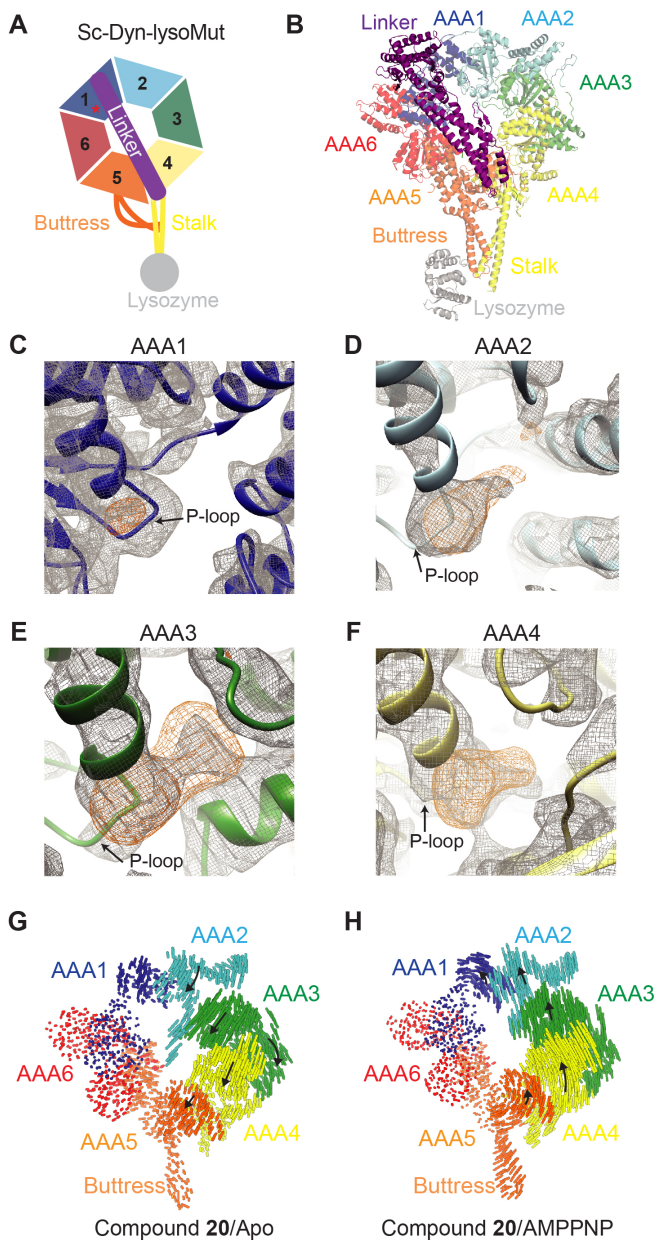 A
Sc-Dyn-lysoMut
1
2
3
4
5
6
Linker
Buttress
Stalk
Lysozyme
B
Linker
AAA1
AAA2
AAA3
AAA6
AAA5
AAA4
Buttress
Stalk
Lysozyme
C
AAA1
P-loop
D
AAA2
P-loop
E
AAA3
P-loop
F
AAA4
P-loop
G
AAA2
AAA1
AAA3
AAA6
AAA5
AAA4
Buttress
Compound 20/Apo
H
AAA2
AAA1
AAA3
AAA6
AAA5
AAA4
Buttress
Compound 20/AMPPNP